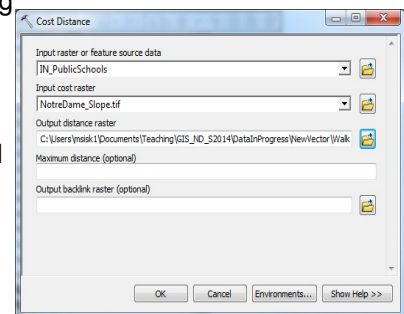 g
Cost Distance
Input raster or feature source data
IN_PublicSchools
Input cost raster
NotreDame_Slope.tif
Output distance raster
C:\Users\msisk1\Documents\Teaching\GIS_ND_S2014\DataInProgress\NewVector\Walk
Maximum distance (optional)
Output backlink raster (optional)
OK Cancel Environments... Show Help >>